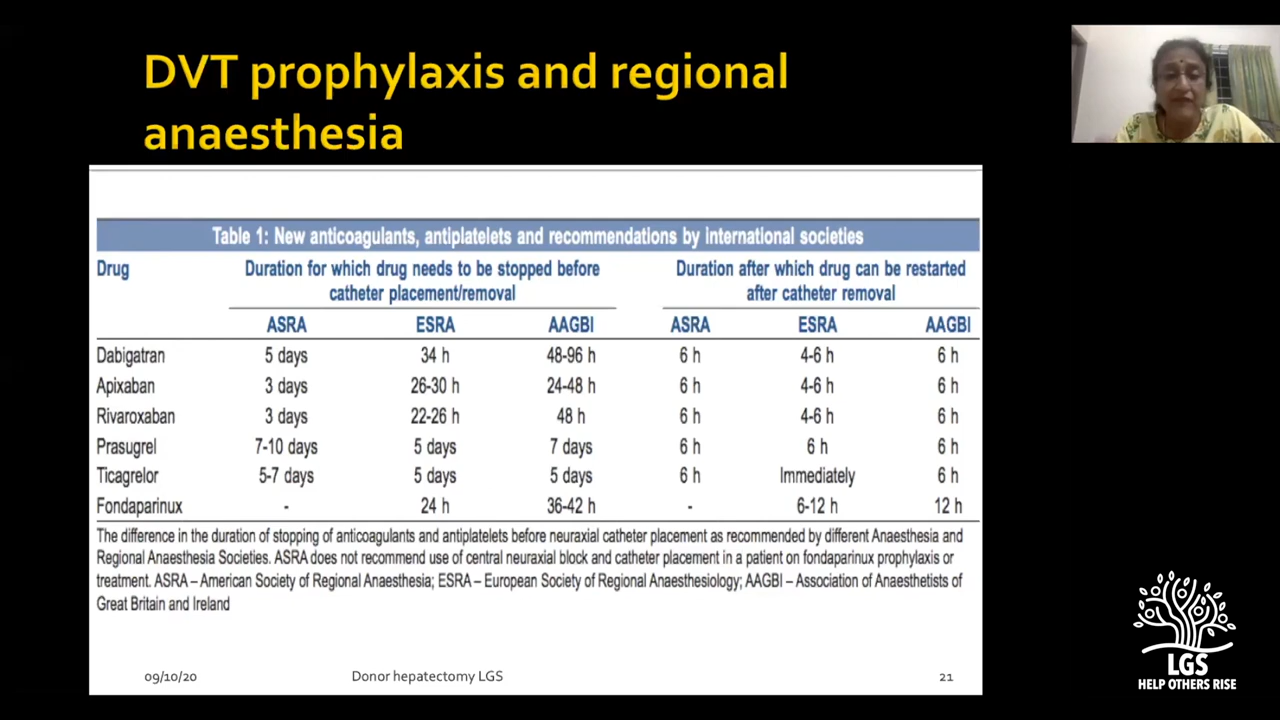 DVT prophylaxis and regional
anaesthesia
Table 1: New anticoagulants, antiplatelets and recommendations by international societies
Drug Duration for which drug needs to be stopped before Duration after which drug can be restarted
catheter placement/removal after catheter removal
ASRA ESRA AAGBI ASRA ESRA AAGBI
Dabigatran 5 days 34 h 48-96 h 6 h 4-6 h 6 h
Apixaban 3 days 26-30 h 24-48 h 6 h 4-6 h 6 h
Rivaroxaban 3 days 22-26 h 48 h 6 h 4-6 h 6 h
Prasugrel 7-10 days 5 days 7 days 6 h 6 h 6 h
Ticagrelor 5-7 days 5 days 5 days 6 h Immediately 6 h
Fondaparinux - 24 h 36-42 h - 6-12 h 12 h
The difference in the duration of stopping of anticoagulants and antiplatelets before neuraxial catheter placement as recommended by different Anaesthesia and
Regional Anaesthesia Societies. ASRA does not recommend use of central neuraxial block and catheter placement in a patient on fondaparinux prophylaxis or
treatment. ASRA – American Society of Regional Anaesthesia; ESRA – European Society of Regional Anaesthesiology; AAGBI – Association of Anaesthetists of
Great Britain and Ireland
09/10/20 Donor hepatectomy LGS 21
LGS
HELP OTHERS RISE